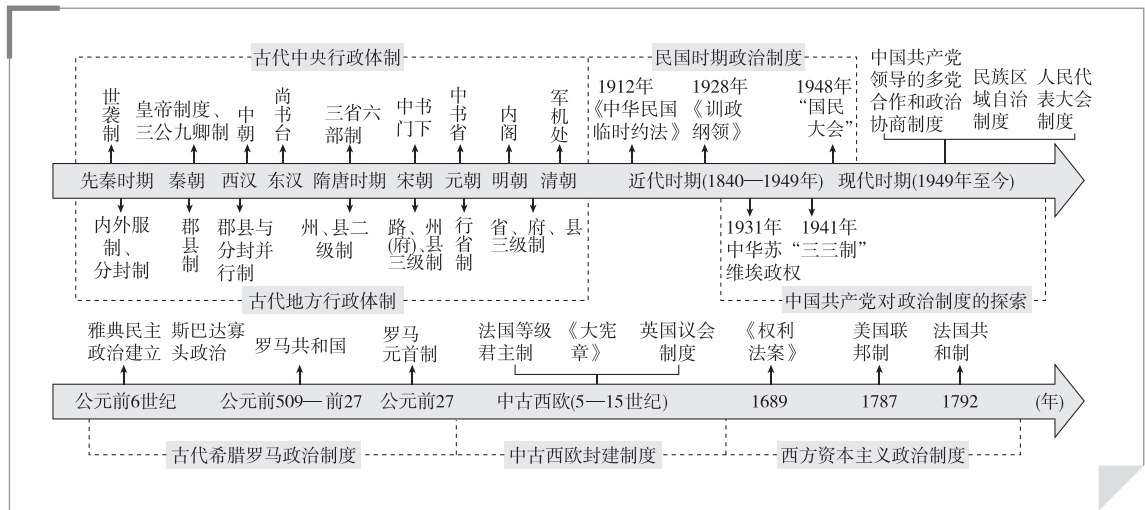 古代中央行政体制
民国时期政治制度
世袭制
皇帝制度、
三公九卿制
中朝
尚书台
三省六
部制
中书
门下
中书省
内阁
军机处
1912年
《中华民国
临时约法》
1928年
《训政
纲领》
1948年
“国民
大会”
中国共产党
领导的多党
合作和政治
协商制度
民族区
域自治
制度
人民代
表大会
制度
先秦时期 秦朝 西汉 东汉 隋唐时期 宋朝 元朝 明朝 清朝 近代时期(1840—1949年) 现代时期(1949年至今)
内外服
制、
分封制
郡县制
郡县与
分封并
行制
州、县二
级制
路、州
(府)、县
三级制
行省制
省、府、县
三级制
1931年
中华苏
维埃政权
1941年
“三三制”
古代地方行政体制
中国共产党对政治制度的探索
雅典民主
政治建立
斯巴达寡
头政治
罗马共和国
罗马
元首制
法国等级
君主制
《大宪
章》
英国议会
制度
《权利
法案》
美国联
邦制
法国共
和制
公元前6世纪 公元前509—前27 公元前27 中古西欧(5—15世纪) 1689 1787 1792 (年)
古代希腊罗马政治制度
中古西欧封建制度
西方资本主义政治制度